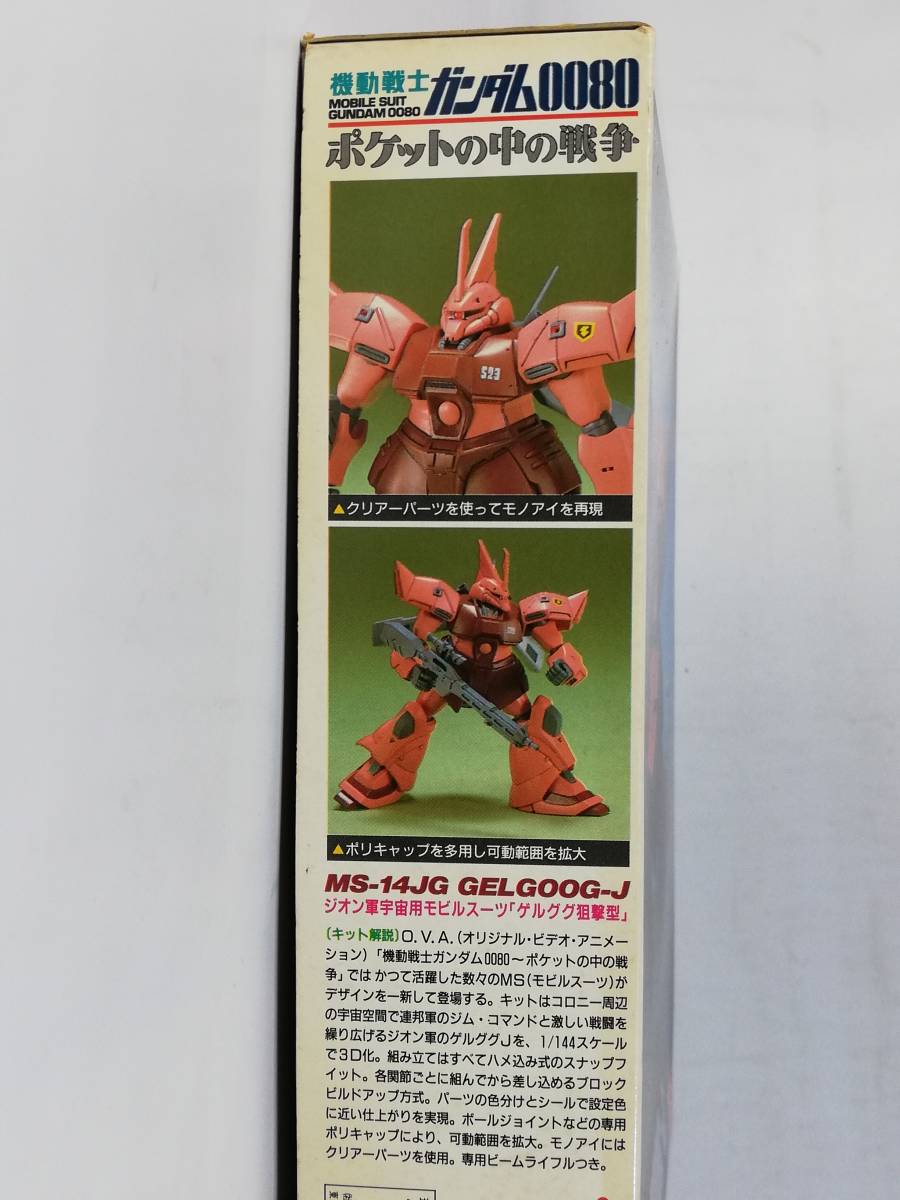 機動戦士
MOBILE SUIT
GUNDAM 0080
ガンダム0080
ポケットの中の戦争
S23
▲クリアーパーツを使ってモノアイを再現
▲ポリキャップを多用し可動範囲を拡大
MS-14JG GELGOOG-J
ジオン軍宇宙用モビルスーツ「ゲルググ狙撃型」
〔キット解説〕O.V.A.(オリジナル・ビデオ・アニメー
ション)「機動戦士ガンダム0080〜ポケットの中の戦
争」では かつて活躍した数々のMS(モビルスーツ)が
デザインを一新して登場する。キットはコロニー周辺
の宇宙空間で連邦軍のジム・コマンドと激しい戦闘を
繰り広げるジオン軍のゲルググJを、1/144スケール
で3D化。組み立てはすべてハメ込み式のスナップフ
ィット。各関節ごとに組んでから差し込めるブロック
ビルドアップ方式。パーツの色分けとシールで設定色
に近い仕上がりを実現。ボールジョイントなどの専用
ポリキャップにより、可動範囲を拡大。モノアイには
クリアーパーツを使用。専用ビームライフルつき。